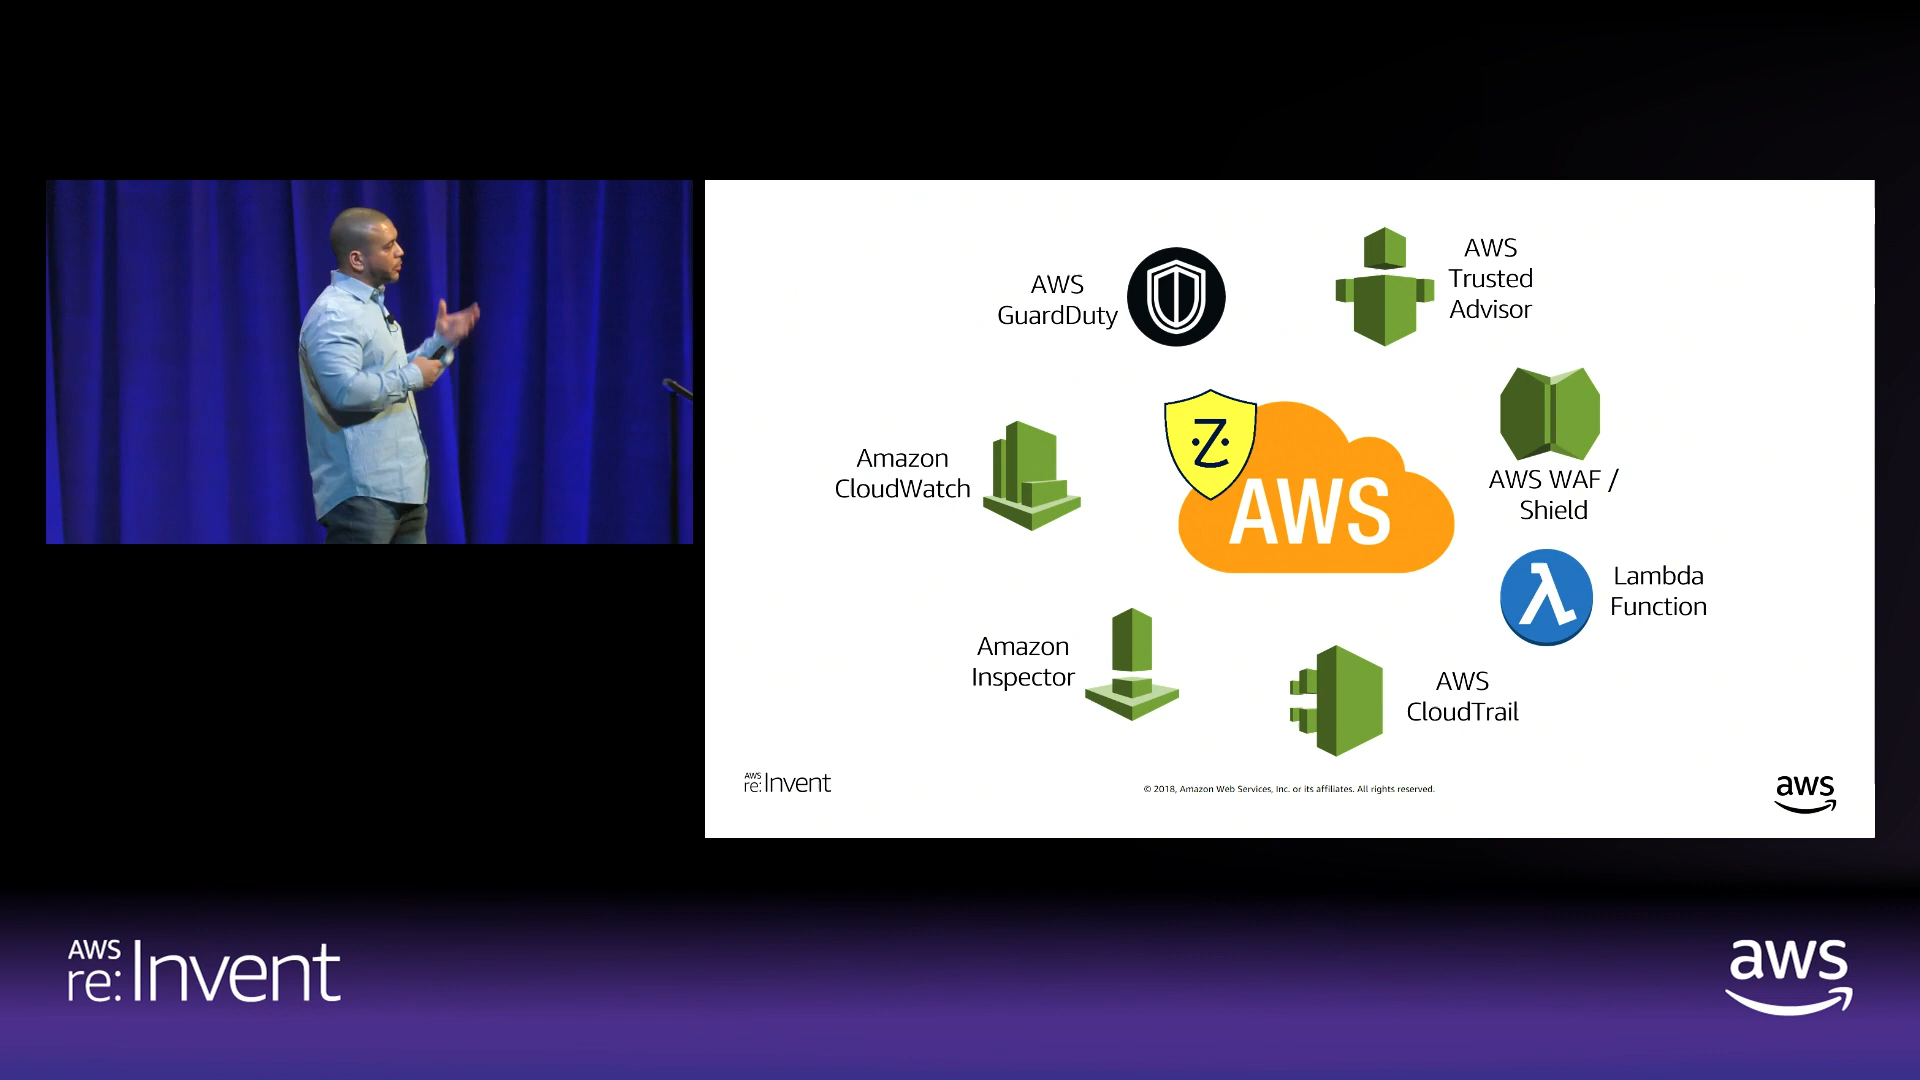 AWS
GuardDuty
AWS
Trusted
Advisor
Amazon
CloudWatch
Z
AWS
AWS WAF /
Shield
Lambda
Function
Amazon
Inspector
AWS
CloudTrail
AWS
re:Invent
© 2018, Amazon Web Services, Inc. or its affiliates. All rights reserved.
aws
AWS
re:Invent
aws